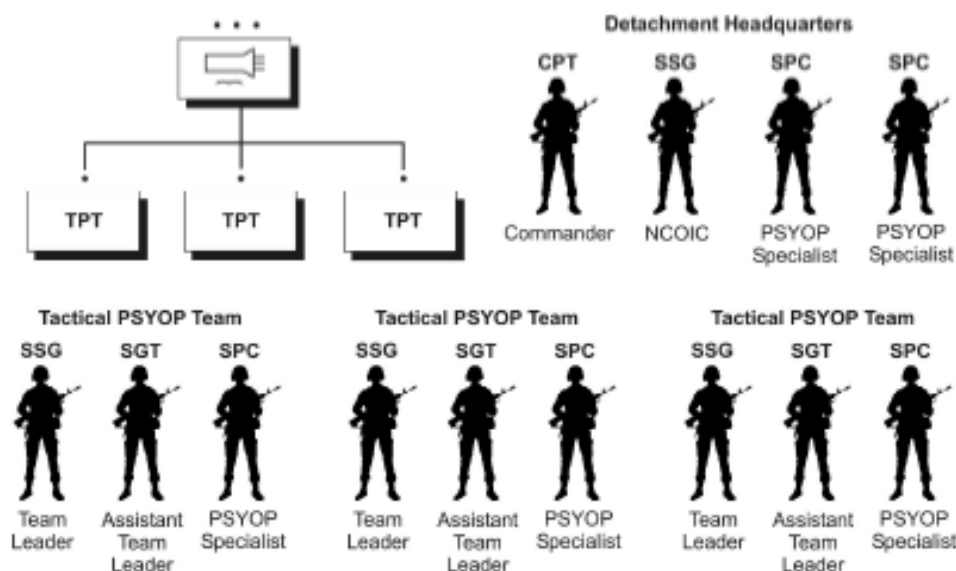 Detachment Headquarters
CPT SSG SPC SPC
TPT TPT TPT
Commander NCOIC PSYOP Specialist PSYOP Specialist
Tactical PSYOP Team Tactical PSYOP Team Tactical PSYOP Team
SSG SGT SPC SSG SGT SPC SSG SGT SPC
Team Assistant PSYOP Team Assistant PSYOP Team Assistant PSYOP
Leader Team Specialist Leader Team Specialist Leader Team Specialist
Leader Leader Leader